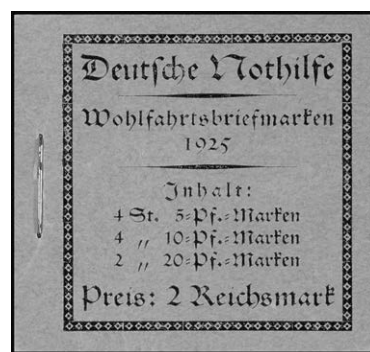 Deutsche Nothilfe
Wohlfahrtsbriefmarken
1925
Inhalt:
4 St. 5=Pf.=Marken
4 „ 10=Pf.=Marken
2 „ 20=Pf.=Marken
Preis: 2 Reichsmark